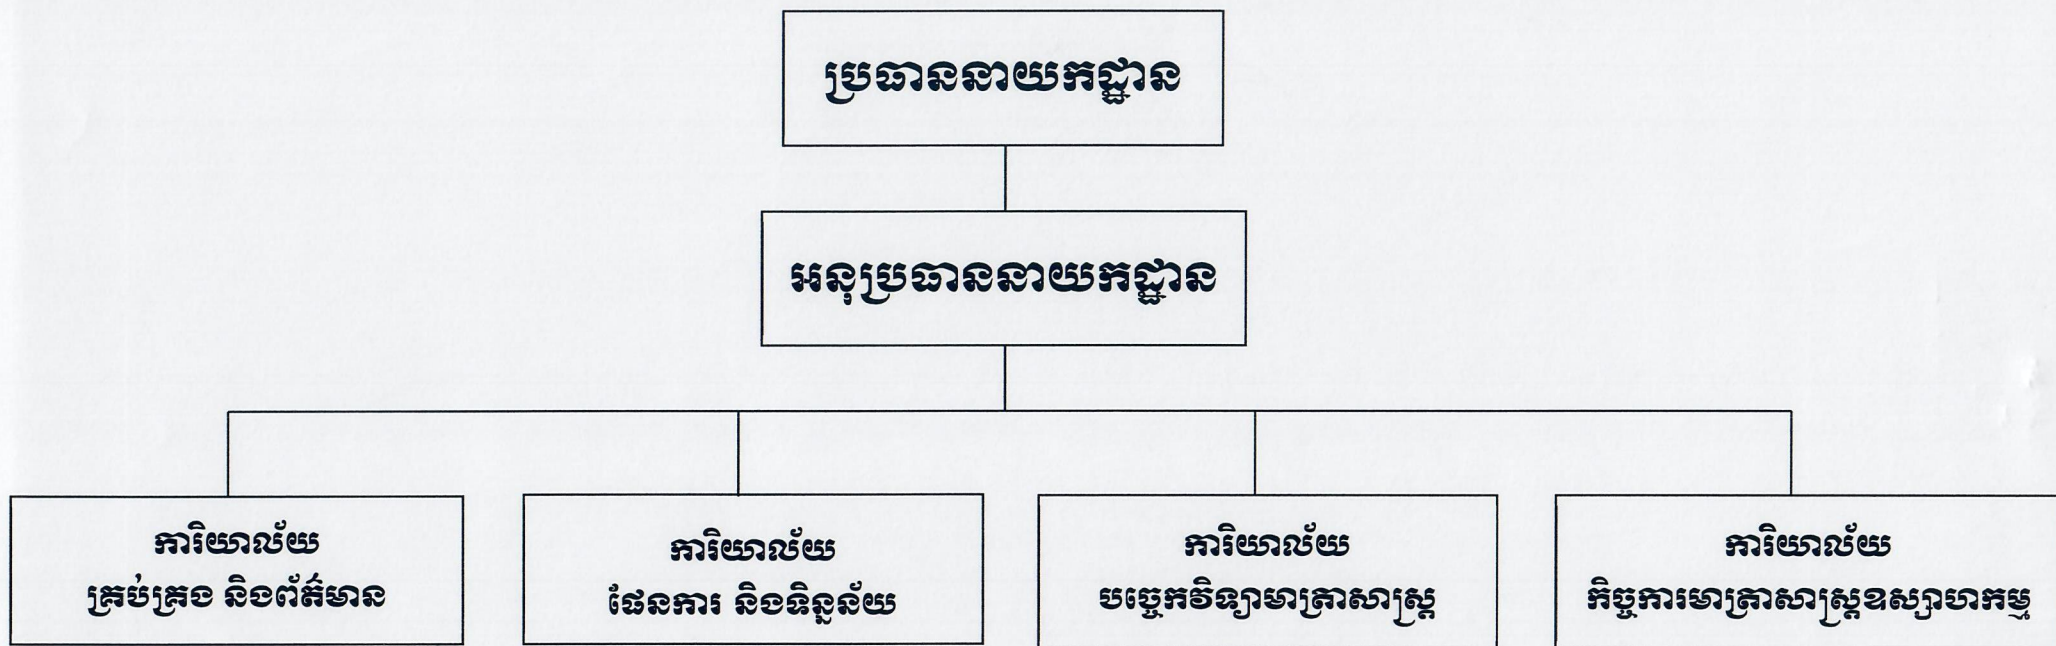 ប្រធាននាយកដ្ឋាន
អនុប្រធាននាយកដ្ឋាន
ការិយាល័យ
គ្រប់គ្រង និងព័ត៌មាន
ការិយាល័យ
ផែនការ និងទិន្នន័យ
ការិយាល័យ
បច្ចេកវិទ្យាមាត្រាសាស្ត្រ
ការិយាល័យ
កិច្ចការមាត្រាសាស្ត្រឧស្សាហកម្ម